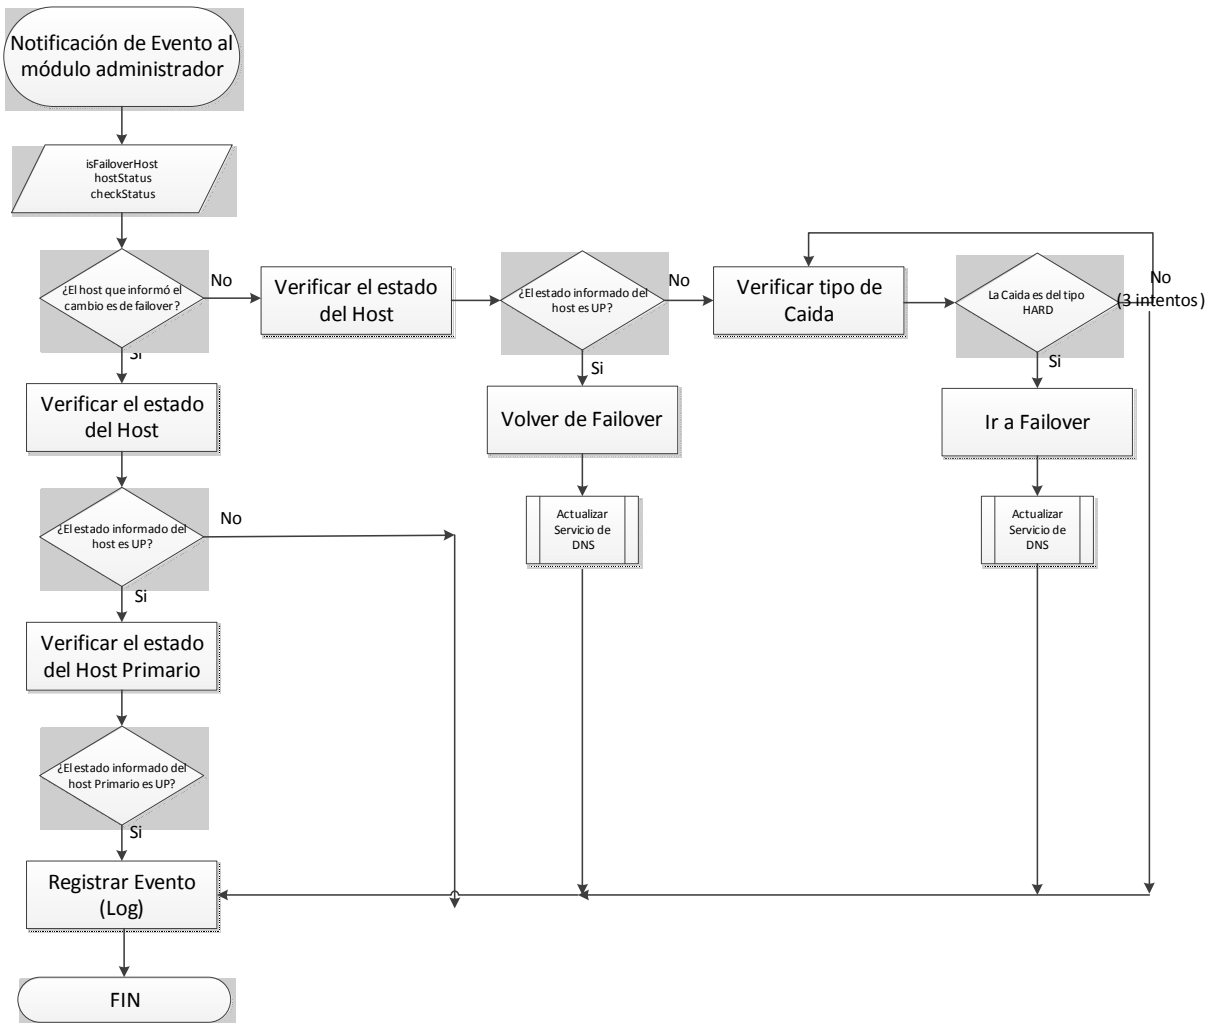 Notificación de Evento al
módulo administrador
isFailoverHost
hostStatus
checkStatus
¿El host que informó el
cambio es de failover?
No
Si
Verificar el estado
del Host
¿El estado informado del
host es UP?
No
Si
Verificar tipo de
Caida
La Caida es del tipo
HARD
No
(3 intentos)
Si
Verificar el estado
del Host
Volver de Failover
Ir a Failover
Actualizar
Servicio de
DNS
Actualizar
Servicio de
DNS
¿El estado informado del
host es UP?
No
Si
Verificar el estado
del Host Primario
¿El estado informado del
host Primario es UP?
Si
Registrar Evento
(Log)
FIN